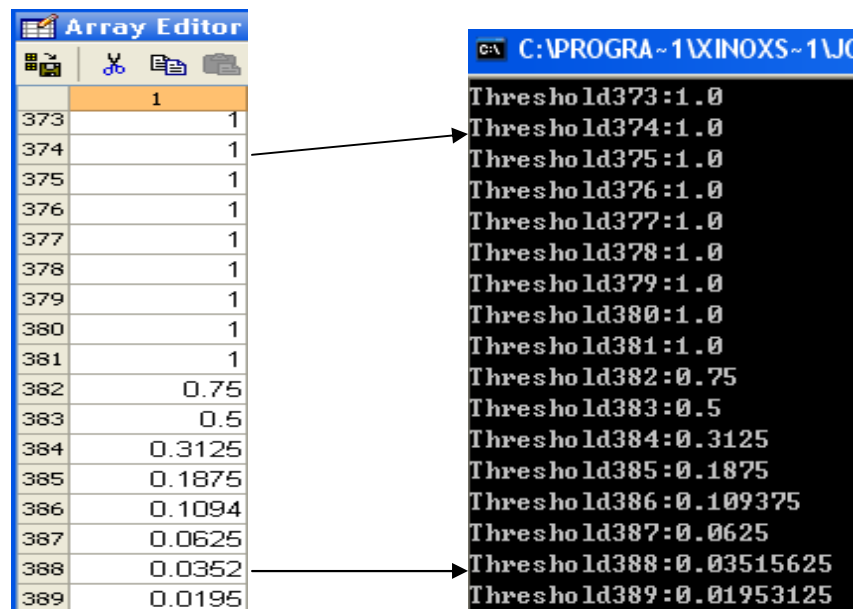 Array Editor
1
373 1
374 1
375 1
376 1
377 1
378 1
379 1
380 1
381 1
382 0.75
383 0.5
384 0.3125
385 0.1875
386 0.1094
387 0.0625
388 0.0352
389 0.0195
C:\PROGRA~1\XINOXS~1\JC
Threshold373:1.0
Threshold374:1.0
Threshold375:1.0
Threshold376:1.0
Threshold377:1.0
Threshold378:1.0
Threshold379:1.0
Threshold380:1.0
Threshold381:1.0
Threshold382:0.75
Threshold383:0.5
Threshold384:0.3125
Threshold385:0.1875
Threshold386:0.109375
Threshold387:0.0625
Threshold388:0.03515625
Threshold389:0.01953125